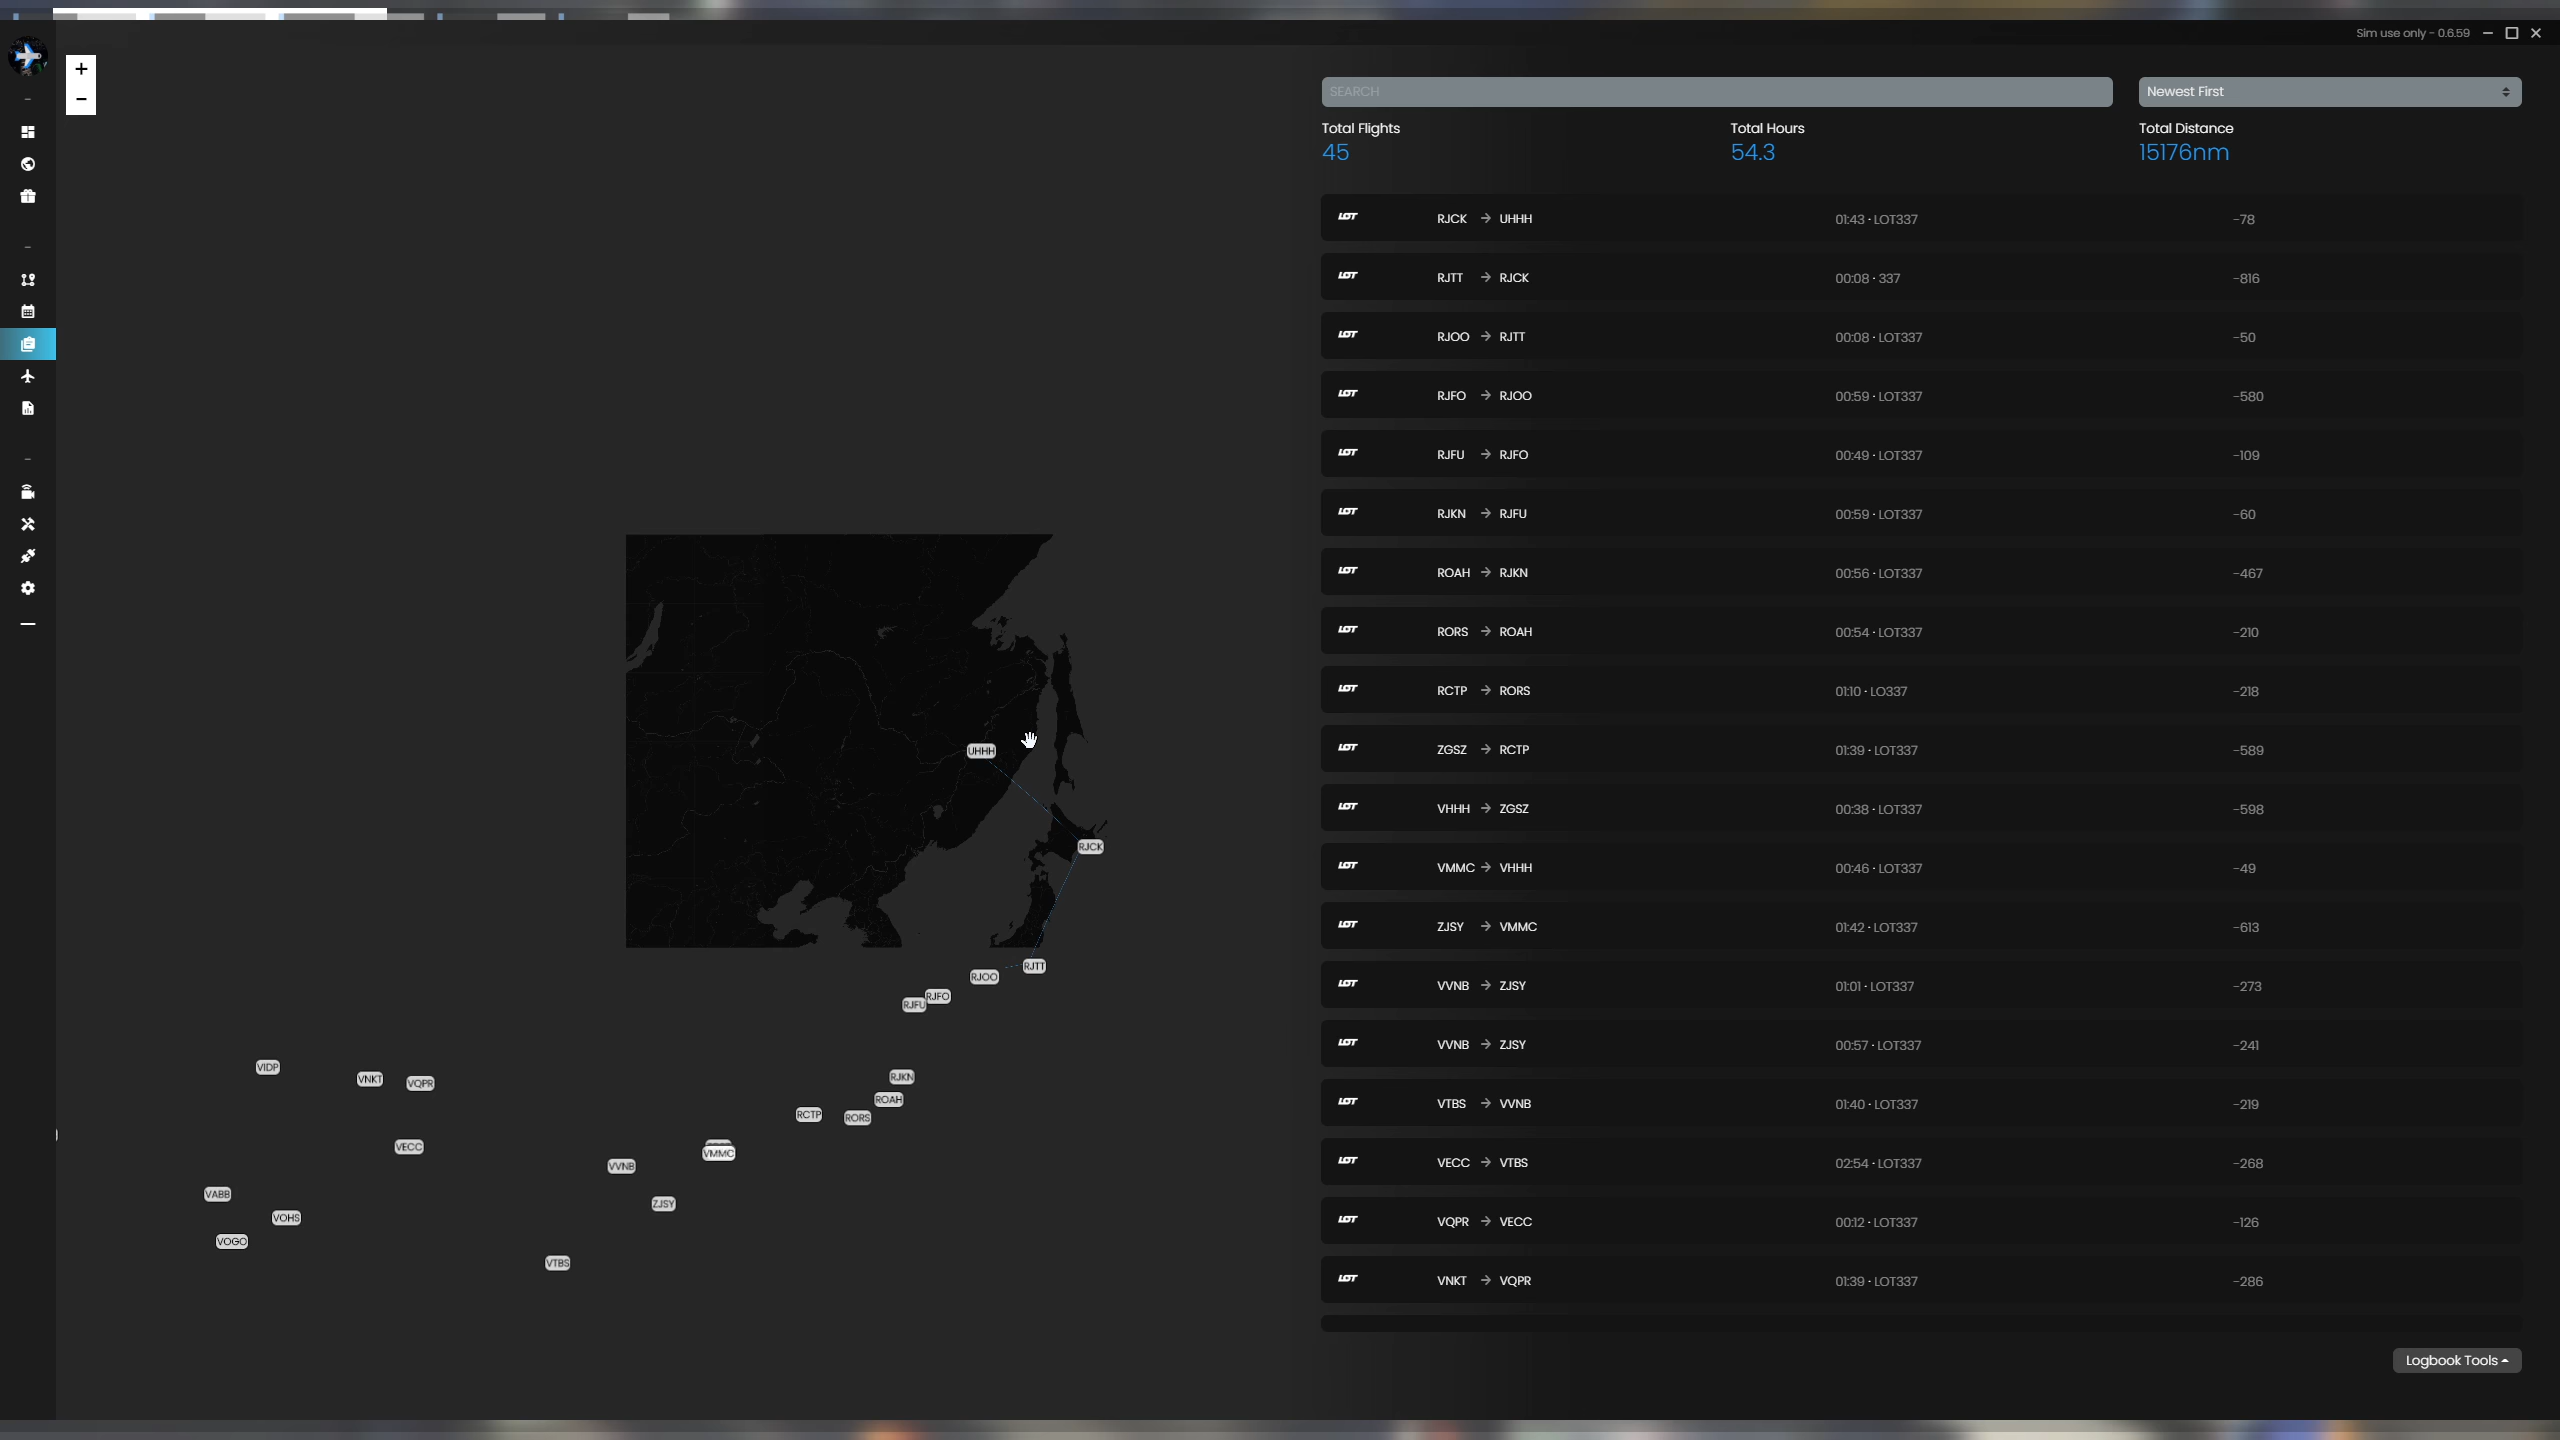 Sim use only - 0.6.59
+
−
SEARCH
Newest First
Total Flights
Total Hours
Total Distance
45
54.3
15176nm
LOT RJCK → UHHH 01:43 · LOT337 -78
LOT RJTT → RJCK 00:08 · 337 -816
LOT RJOO → RJTT 00:08 · LOT337 -50
LOT RJFO → RJOO 00:59 · LOT337 -580
LOT RJFU → RJFO 00:49 · LOT337 -109
LOT RJKN → RJFU 00:59 · LOT337 -60
LOT ROAH → RJKN 00:56 · LOT337 -467
LOT RORS → ROAH 00:54 · LOT337 -210
LOT RCTP → RORS 01:10 · LO337 -218
LOT ZGSZ → RCTP 01:39 · LOT337 -589
LOT VHHH → ZGSZ 00:38 · LOT337 -598
LOT VMMC → VHHH 00:46 · LOT337 -49
LOT ZJSY → VMMC 01:42 · LOT337 -613
LOT VVNB → ZJSY 01:01 · LOT337 -273
LOT VVNB → ZJSY 00:57 · LOT337 -241
LOT VTBS → VVNB 01:40 · LOT337 -219
LOT VECC → VTBS 02:54 · LOT337 -268
LOT VQPR → VECC 00:12 · LOT337 -126
LOT VNKT → VQPR 01:39 · LOT337 -286
Logbook Tools
UHHH
RJCK
RJTT
RJOO
RJFO
RJFU
VIDP
VNKT
VQPR
RJKN
ROAH
RCTP
RORS
VECC
VMMC
VVNB
VABB
ZJSY
VOHS
VOGO
VTBS